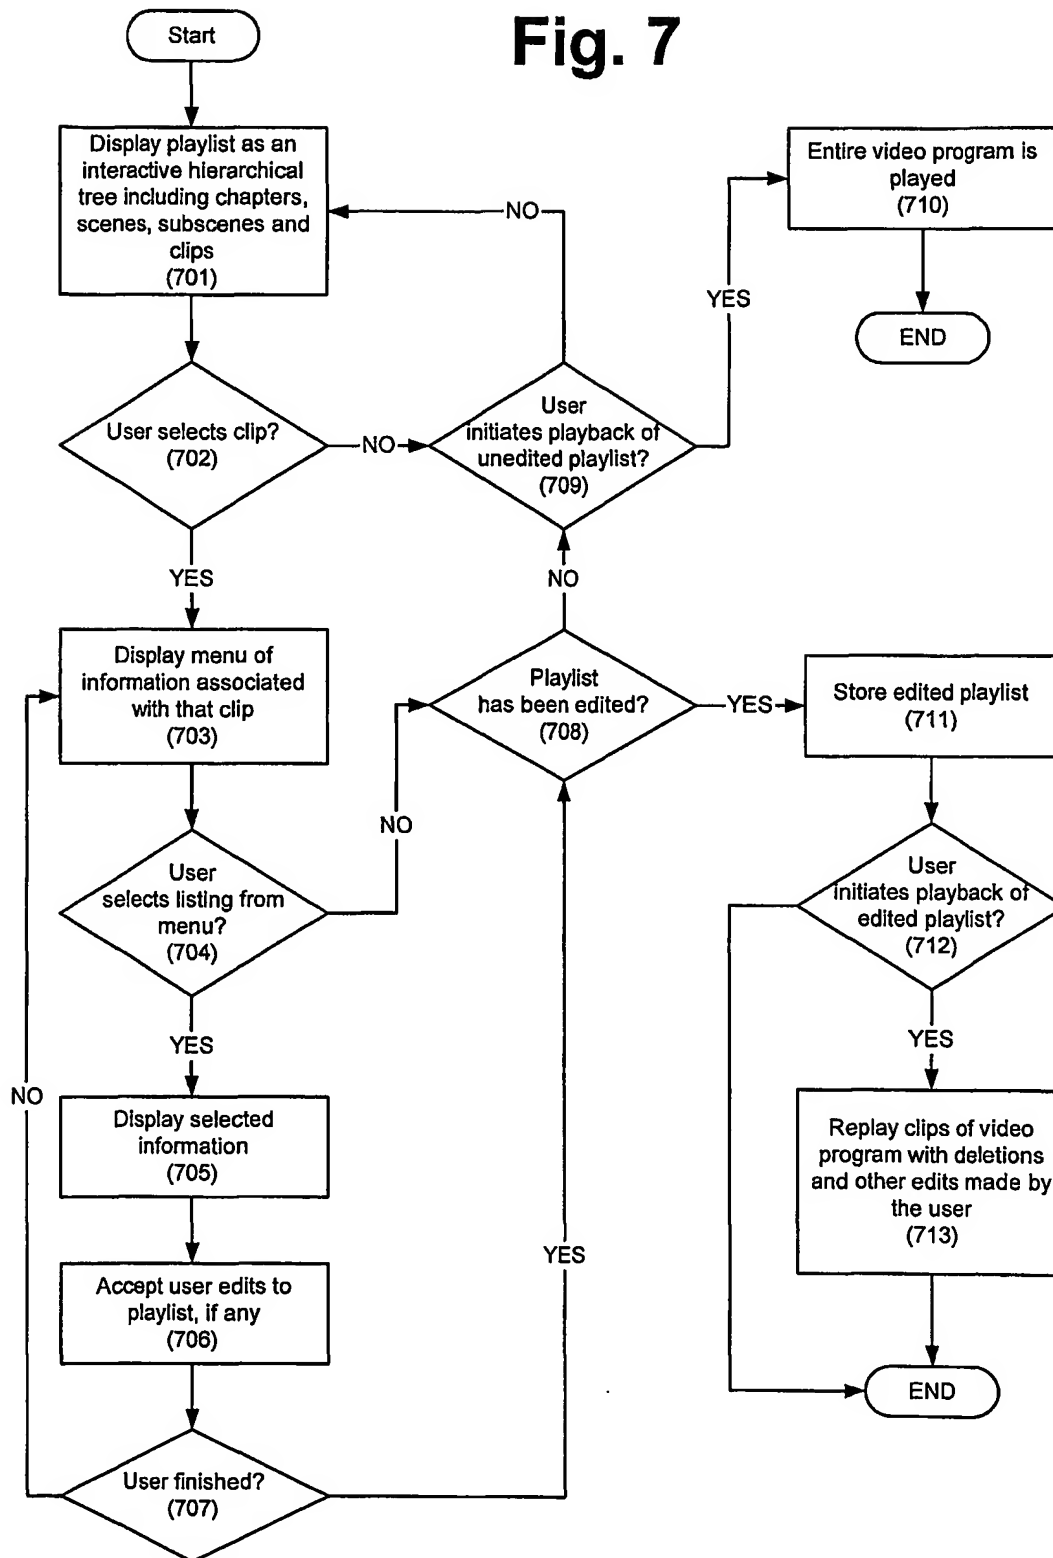 Fig. 7
Start
Display playlist as an
interactive hierarchical
tree including chapters,
scenes, subscenes and
clips
(701)
User selects clip?
(702)
NO
User
initiates playback of
unedited playlist?
(709)
NO
YES
Entire video program is
played
(710)
END
YES
Display menu of
information associated
with that clip
(703)
User
selects listing from
menu?
(704)
NO
Playlist
has been edited?
(708)
NO
YES
Store edited playlist
(711)
User
initiates playback of
edited playlist?
(712)
YES
Replay clips of video
program with deletions
and other edits made by
the user
(713)
END
YES
Display selected
information
(705)
Accept user edits to
playlist, if any
(706)
User finished?
(707)
NO
YES